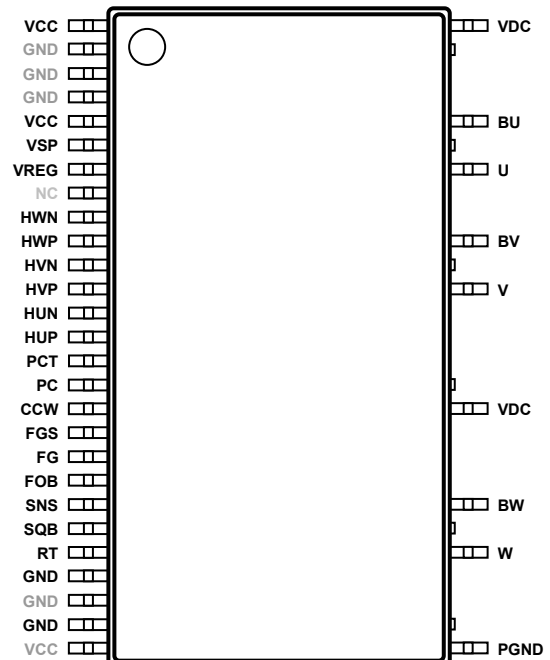 VCC
GND
GND
GND
VCC
VSP
VREG
NC
HWN
HWP
HVN
HVP
HUN
HUP
PCT
PC
CCW
FGS
FG
FOB
SNS
SQB
RT
GND
GND
GND
VCC
VDC
BU
U
BV
V
VDC
BW
W
PGND